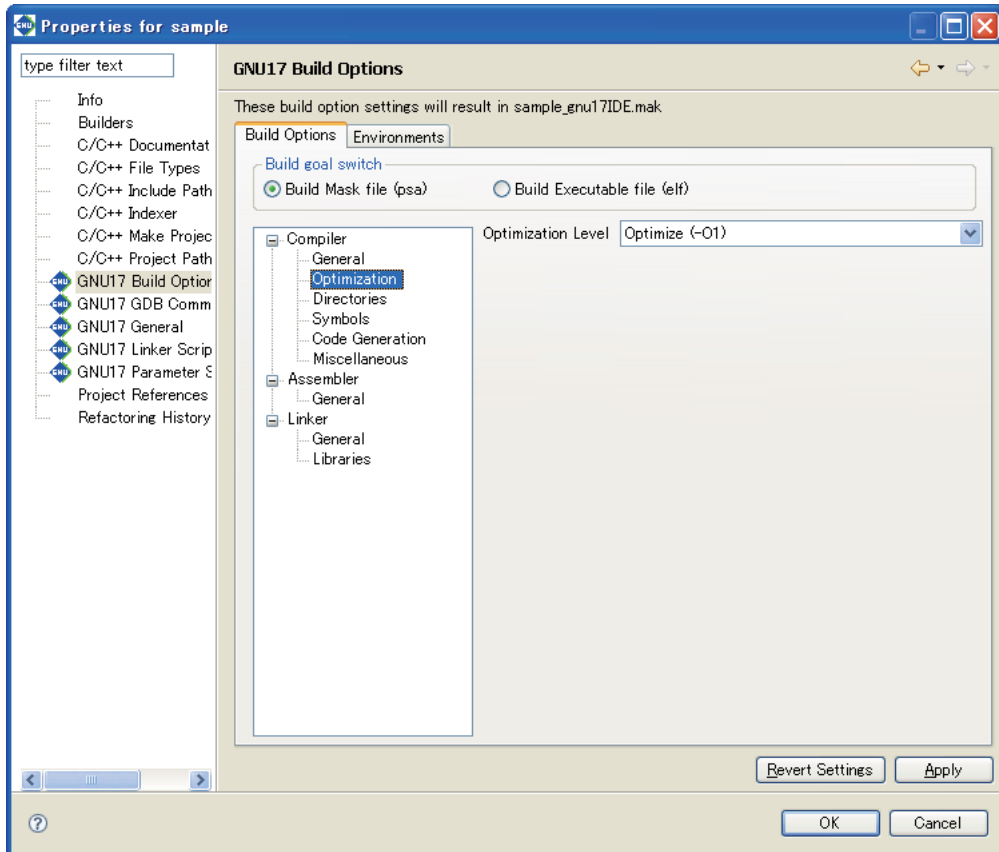 Properties for sample
type filter text
Info
Builders
C/C++ Documentat
C/C++ File Types
C/C++ Include Path
C/C++ Indexer
C/C++ Make Projec
C/C++ Project Path
GNU17 Build Option
GNU17 GDB Comm
GNU17 General
GNU17 Linker Scrip
GNU17 Parameter S
Project References
Refactoring History
GNU17 Build Options
These build option settings will result in sample_gnu17IDE.mak
Build Options
Environments
Build goal switch
Build Mask file (psa)
Build Executable file (elf)
Compiler
General
Optimization
Directories
Symbols
Code Generation
Miscellaneous
Assembler
General
Linker
General
Libraries
Optimization Level
Optimize (-O1)
Revert Settings
Apply
OK
Cancel